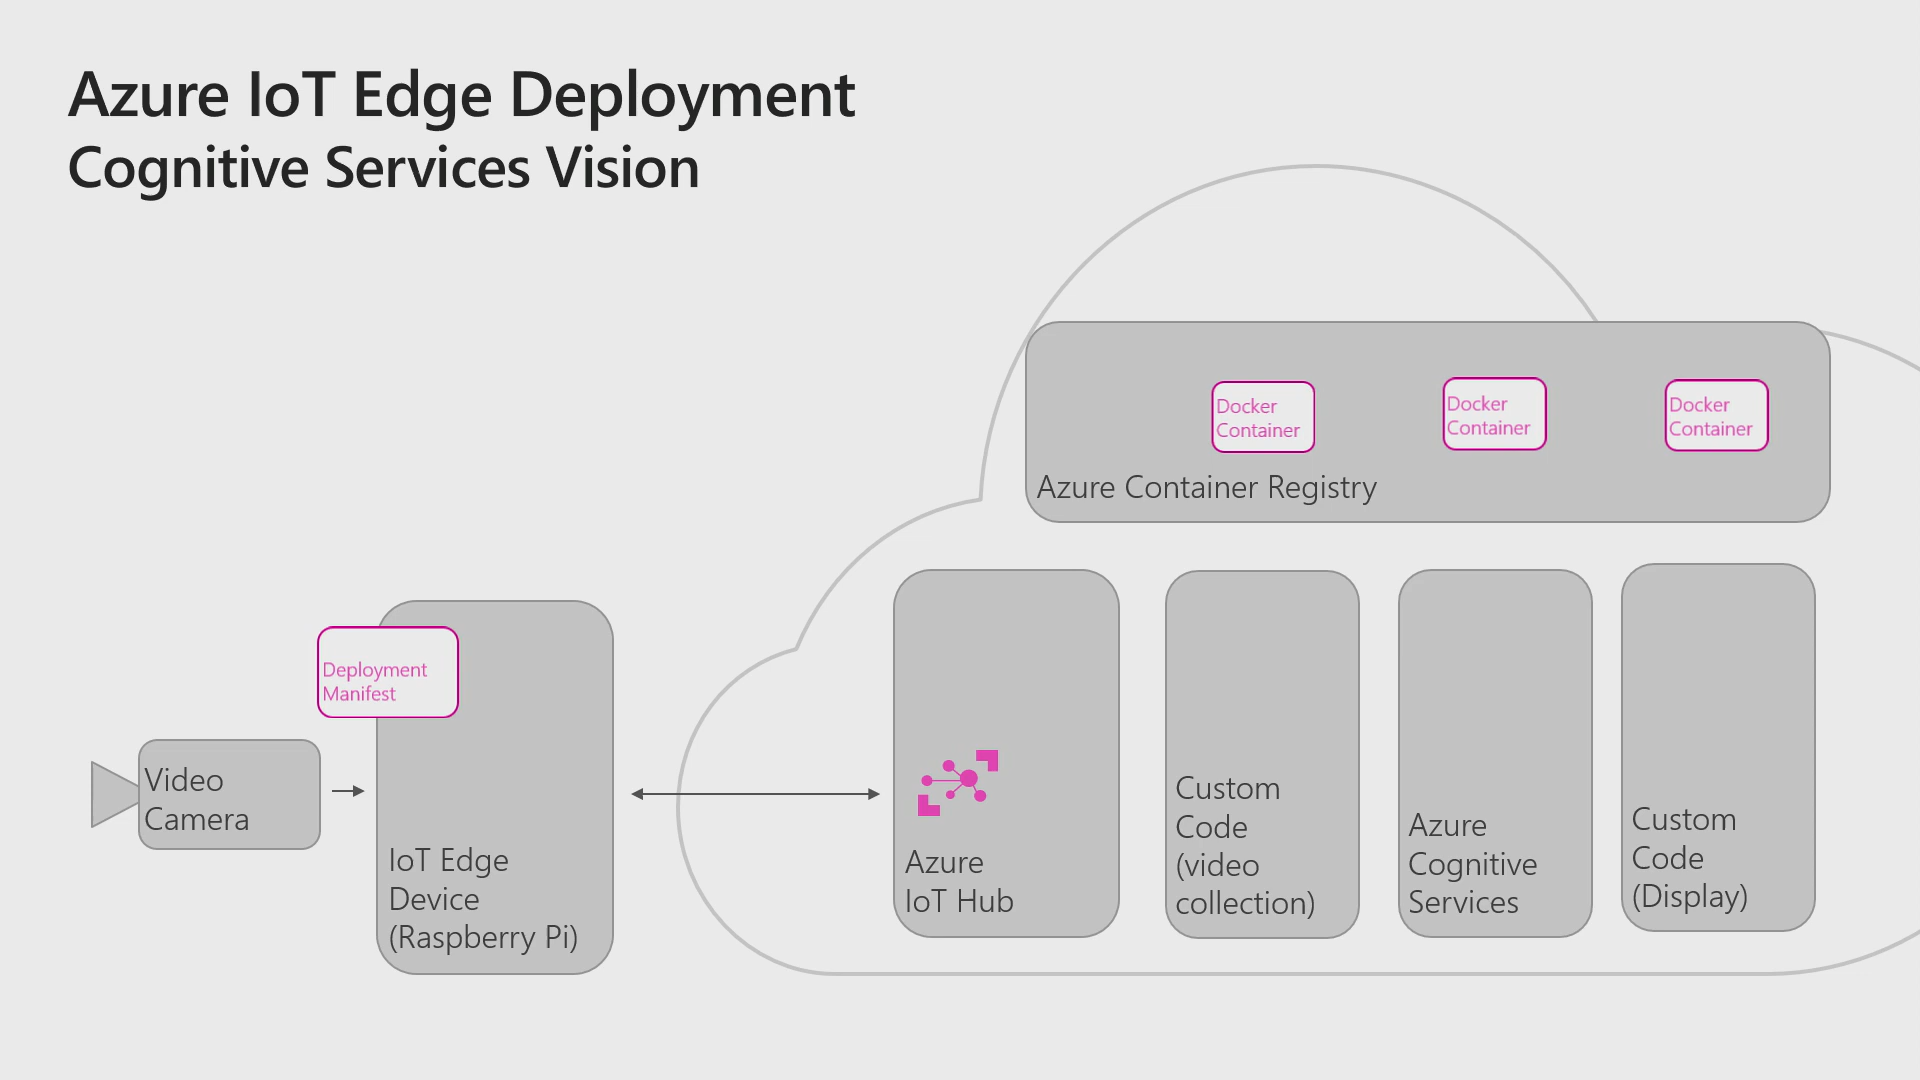 Azure IoT Edge Deployment
Cognitive Services Vision
Docker
Container
Docker
Container
Docker
Container
Azure Container Registry
Deployment
Manifest
Video
Camera
IoT Edge
Device
(Raspberry Pi)
Azure
IoT Hub
Custom
Code
(video
collection)
Azure
Cognitive
Services
Custom
Code
(Display)